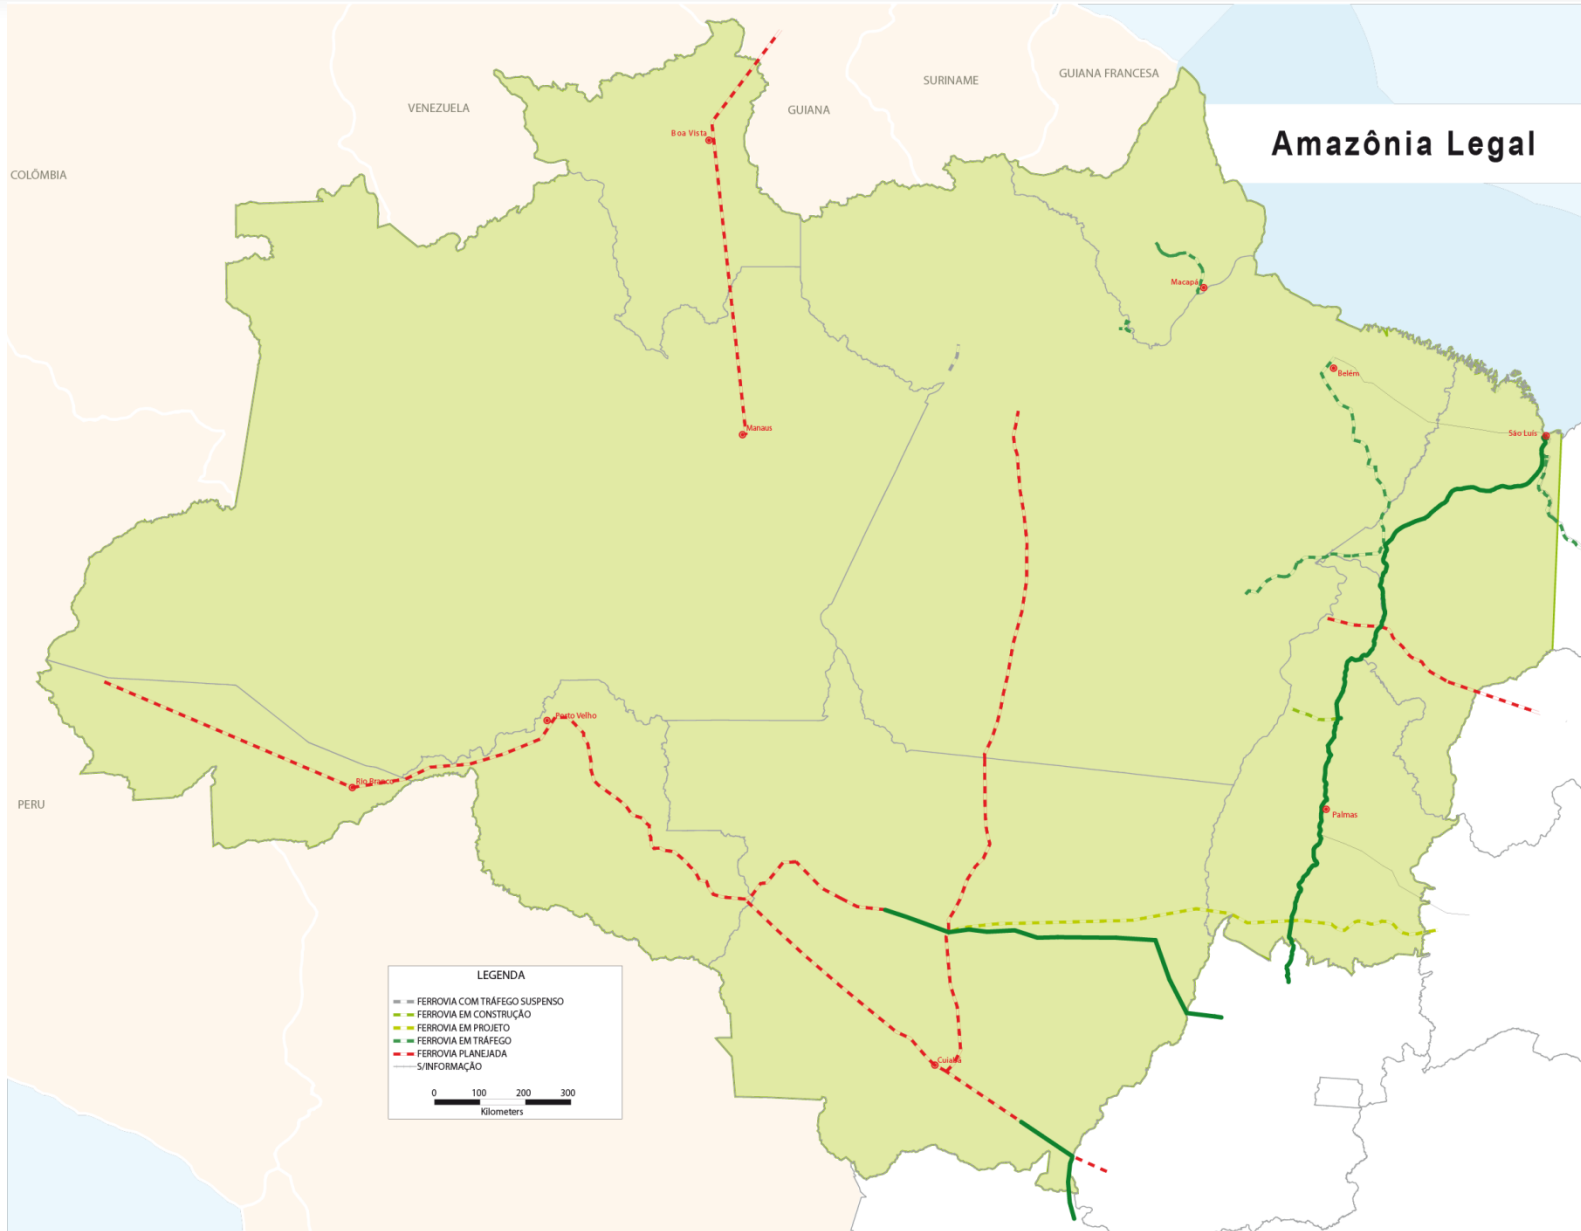 Amazônia Legal
VENEZUELA
GUIANA
SURINAME
GUIANA FRANCESA
COLÔMBIA
PERU
Boa Vista
Macapá
Belém
São Luís
Manaus
Porto Velho
Rio Branco
Palmas
Cuiabá
LEGENDA
FERROVIA COM TRÁFEGO SUSPENSO
FERROVIA EM CONSTRUÇÃO
FERROVIA EM PROJETO
FERROVIA EM TRÁFEGO
FERROVIA PLANEJADA
S/INFORMAÇÃO
0 100 200 300
Kilometers